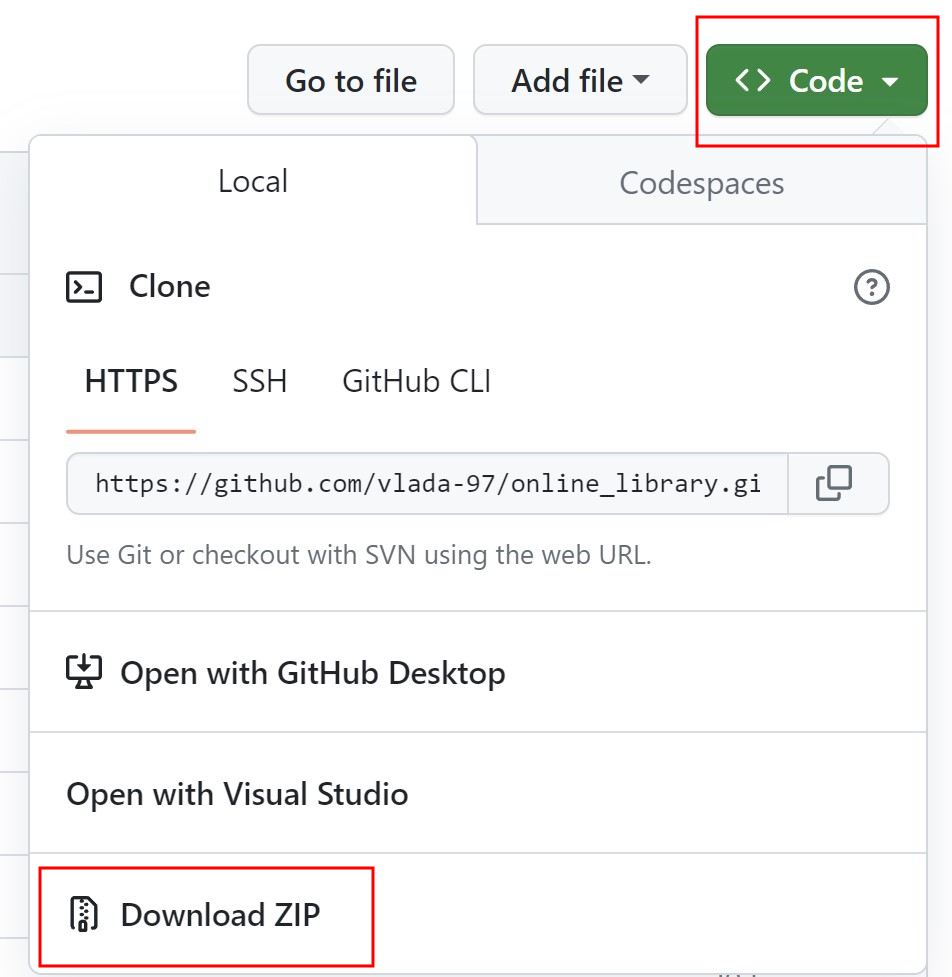 Go to file Add file Code
Local Codespaces
Clone
HTTPS SSH GitHub CLI
https://github.com/vlada-97/online_library.gi
Use Git or checkout with SVN using the web URL.
Open with GitHub Desktop
Open with Visual Studio
Download ZIP